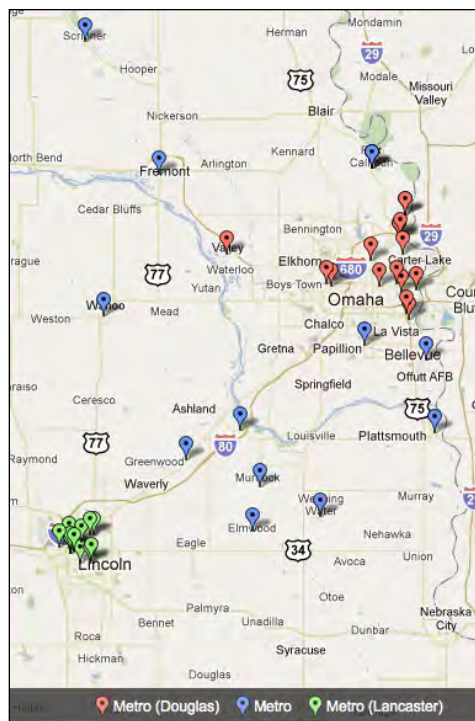 Mondamin
Scribner
Herman
29
Modale
Hooper
75
Missouri
Valley
Blair
Nickerson
North Bend
Fremont
Arlington
Kennard
Fort
Calhoun
Cedar Bluffs
Bennington
29
Valley
Elkhorn
680
Carter Lake
Waterloo
77
Yutan
Boys Town
Omaha
Wahoo
Mead
Weston
Chalco
La Vista
Gretna
Papillion
Bellevue
Springfield
Offutt AFB
Ceresco
Ashland
75
Plattsmouth
77
80
Louisville
Raymond
Greenwood
Waverly
Murdock
Weeping
Water
Murray
Elmwood
Nehawka
Eagle
34
Avoca
Union
Lincoln
Otoe
Palmyra
Nebraska
City
Bennet
Unadilla
Dunbar
Roca
Syracuse
Hickman
Douglas
Metro (Douglas) Metro Metro (Lancaster)